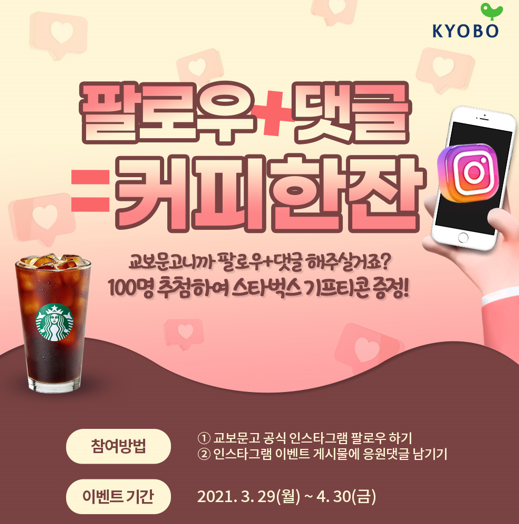 KYOBO
팔로우+댓글
=커피한잔
교보문고니까 팔로우+댓글 해주실거죠?
100명 추첨하여 스타벅스 기프티콘 증정!
참여방법
① 교보문고 공식 인스타그램 팔로우 하기
② 인스타그램 이벤트 게시물에 응원댓글 남기기
이벤트 기간
2021. 3. 29(월) ~ 4. 30(금)